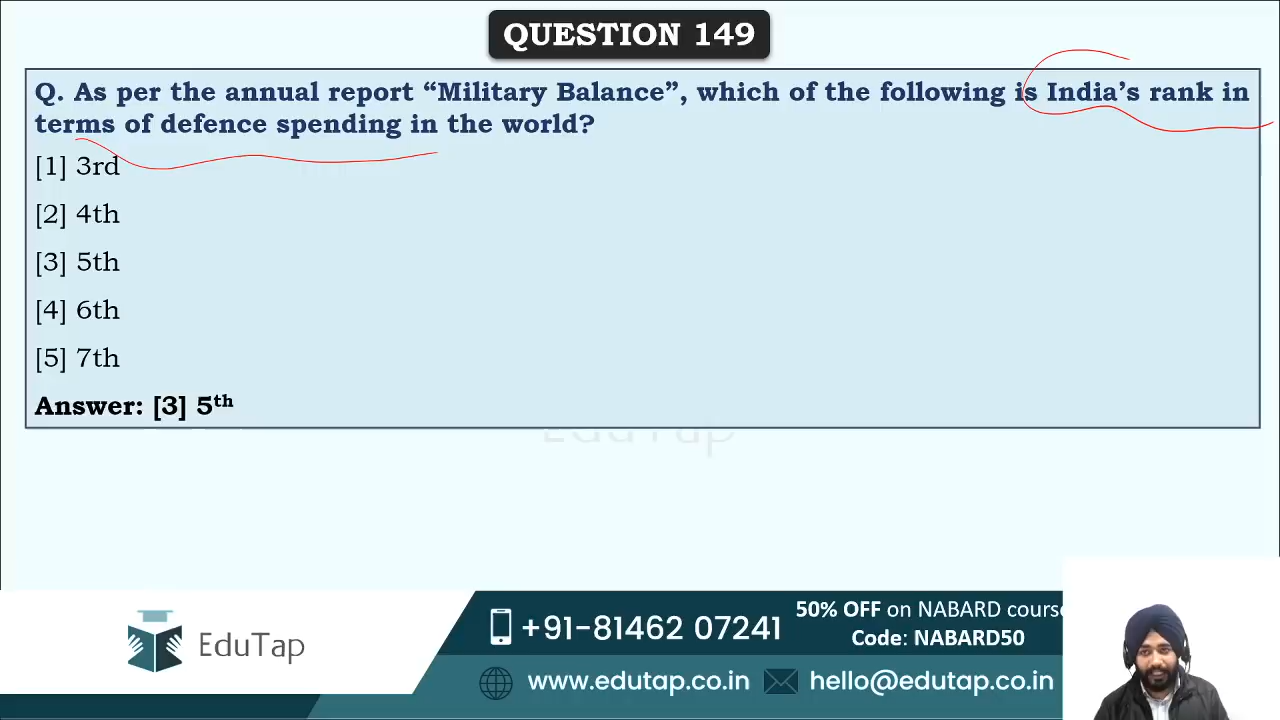 QUESTION 149
Q. As per the annual report “Military Balance”, which of the following is India’s rank in
terms of defence spending in the world?
[1] 3rd
[2] 4th
[3] 5th
[4] 6th
[5] 7th
Answer: [3] 5th
EduTap
EduTap
+91-81462 07241
50% OFF on NABARD course
Code: NABARD50
www.edutap.co.in
hello@edutap.co.in